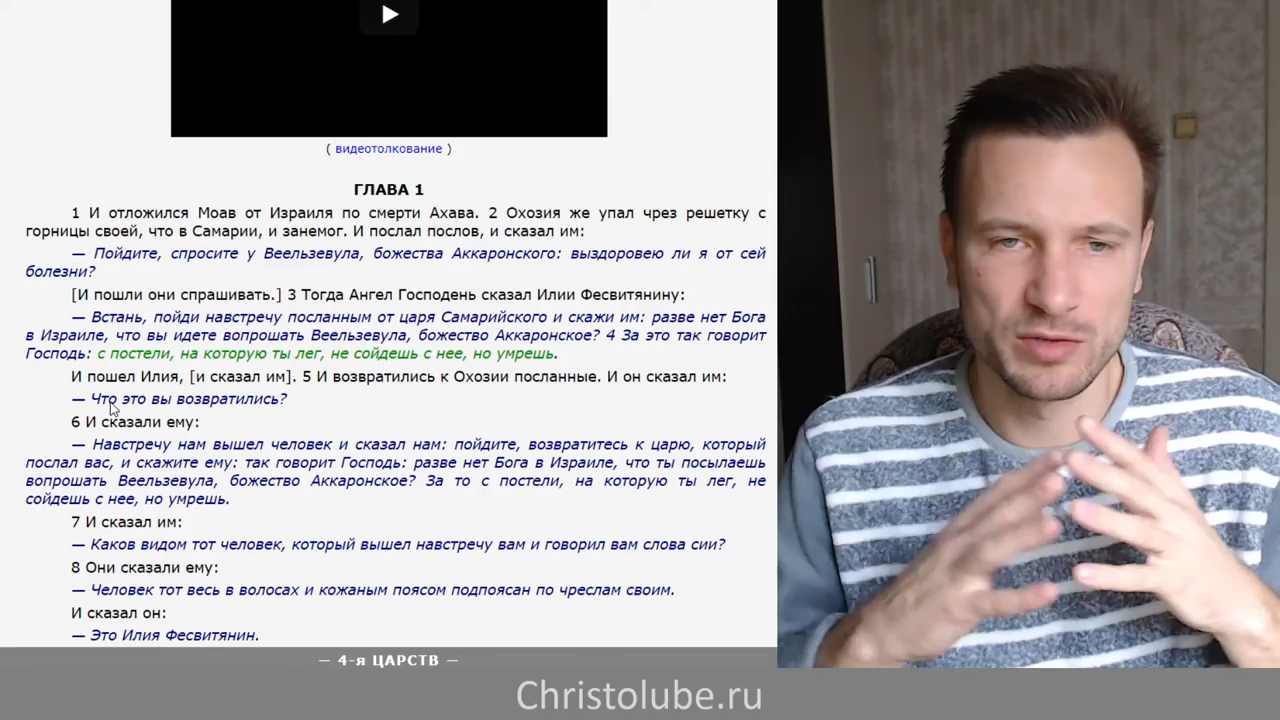 ( видеотолкование )
ГЛАВА 1
1 И отложился Моав от Израиля по смерти Ахава. 2 Охозия же упал чрез решетку с
горницы своей, что в Самарии, и занемог. И послал послов, и сказал им:
— Пойдите, спросите у Веельзевула, божества Аккаронского: выздоровею ли я от сей
болезни?
[И пошли они спрашивать.] 3 Тогда Ангел Господень сказал Илии Фесвитянину:
— Встань, пойди навстречу посланным от царя Самарийского и скажи им: разве нет Бога
в Израиле, что вы идете вопрошать Веельзевула, божество Аккаронское? 4 За это так говорит
Господь: с постели, на которую ты лег, не сойдешь с нее, но умрешь.
И пошел Илия, [и сказал им]. 5 И возвратились к Охозии посланные. И он сказал им:
— Что это вы возвратились?
6 И сказали ему:
— Навстречу нам вышел человек и сказал нам: пойдите, возвратитесь к царю, который
послал вас, и скажите ему: так говорит Господь: разве нет Бога в Израиле, что ты посылаешь
вопрошать Веельзевула, божество Аккаронское? За то с постели, на которую ты лег, не
сойдешь с нее, но умрешь.
7 И сказал им:
— Каков видом тот человек, который вышел навстречу вам и говорил вам слова сии?
8 Они сказали ему:
— Человек тот весь в волосах и кожаным поясом подпоясан по чреслам своим.
И сказал он:
— Это Илия Фесвитянин.
— 4-я ЦАРСТВ —
Christolube.ru